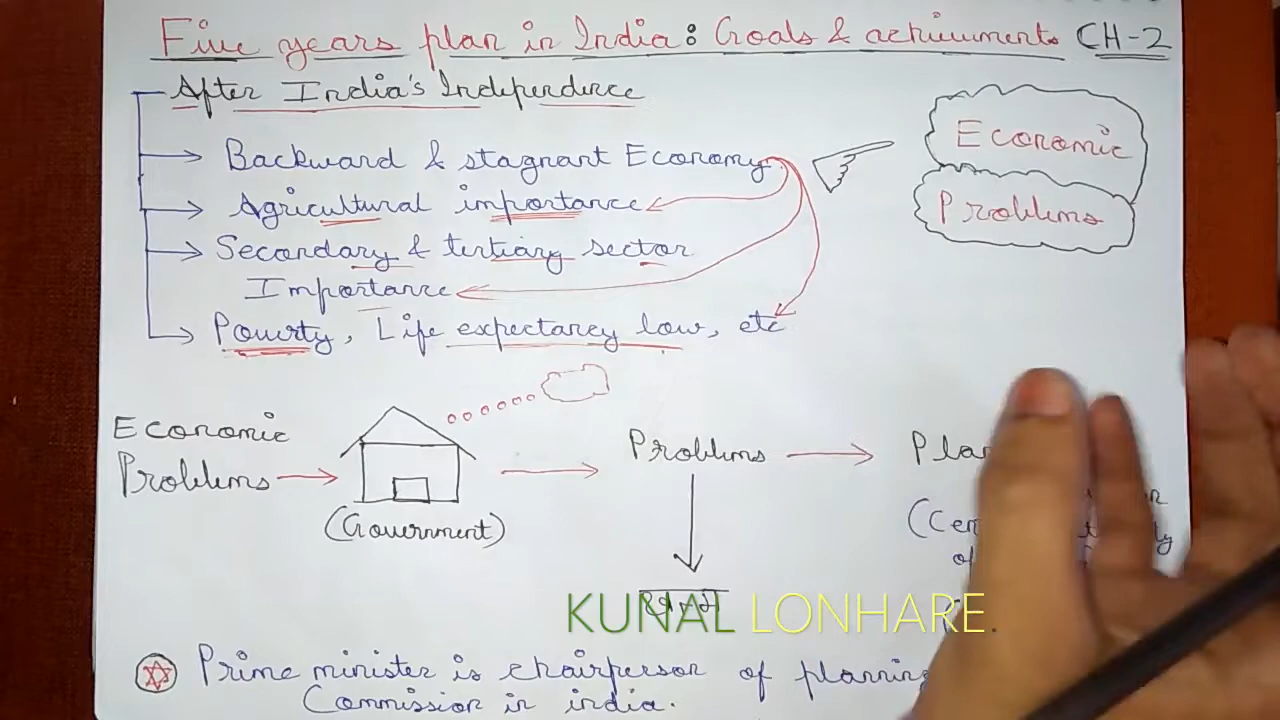 Five years plan in India: Goals & achievments CH-2
After India's Independence
Backward & stagnant Economy
Agricultural importance
Secondary & tertiary sector
Importance
Poverty, Life expectancy low, etc
Economic
Problems
Economic
Problems
(Government)
Problems
of
KUNAL LONHARE.
Prime minister is chairperson of planning
Commission in india.